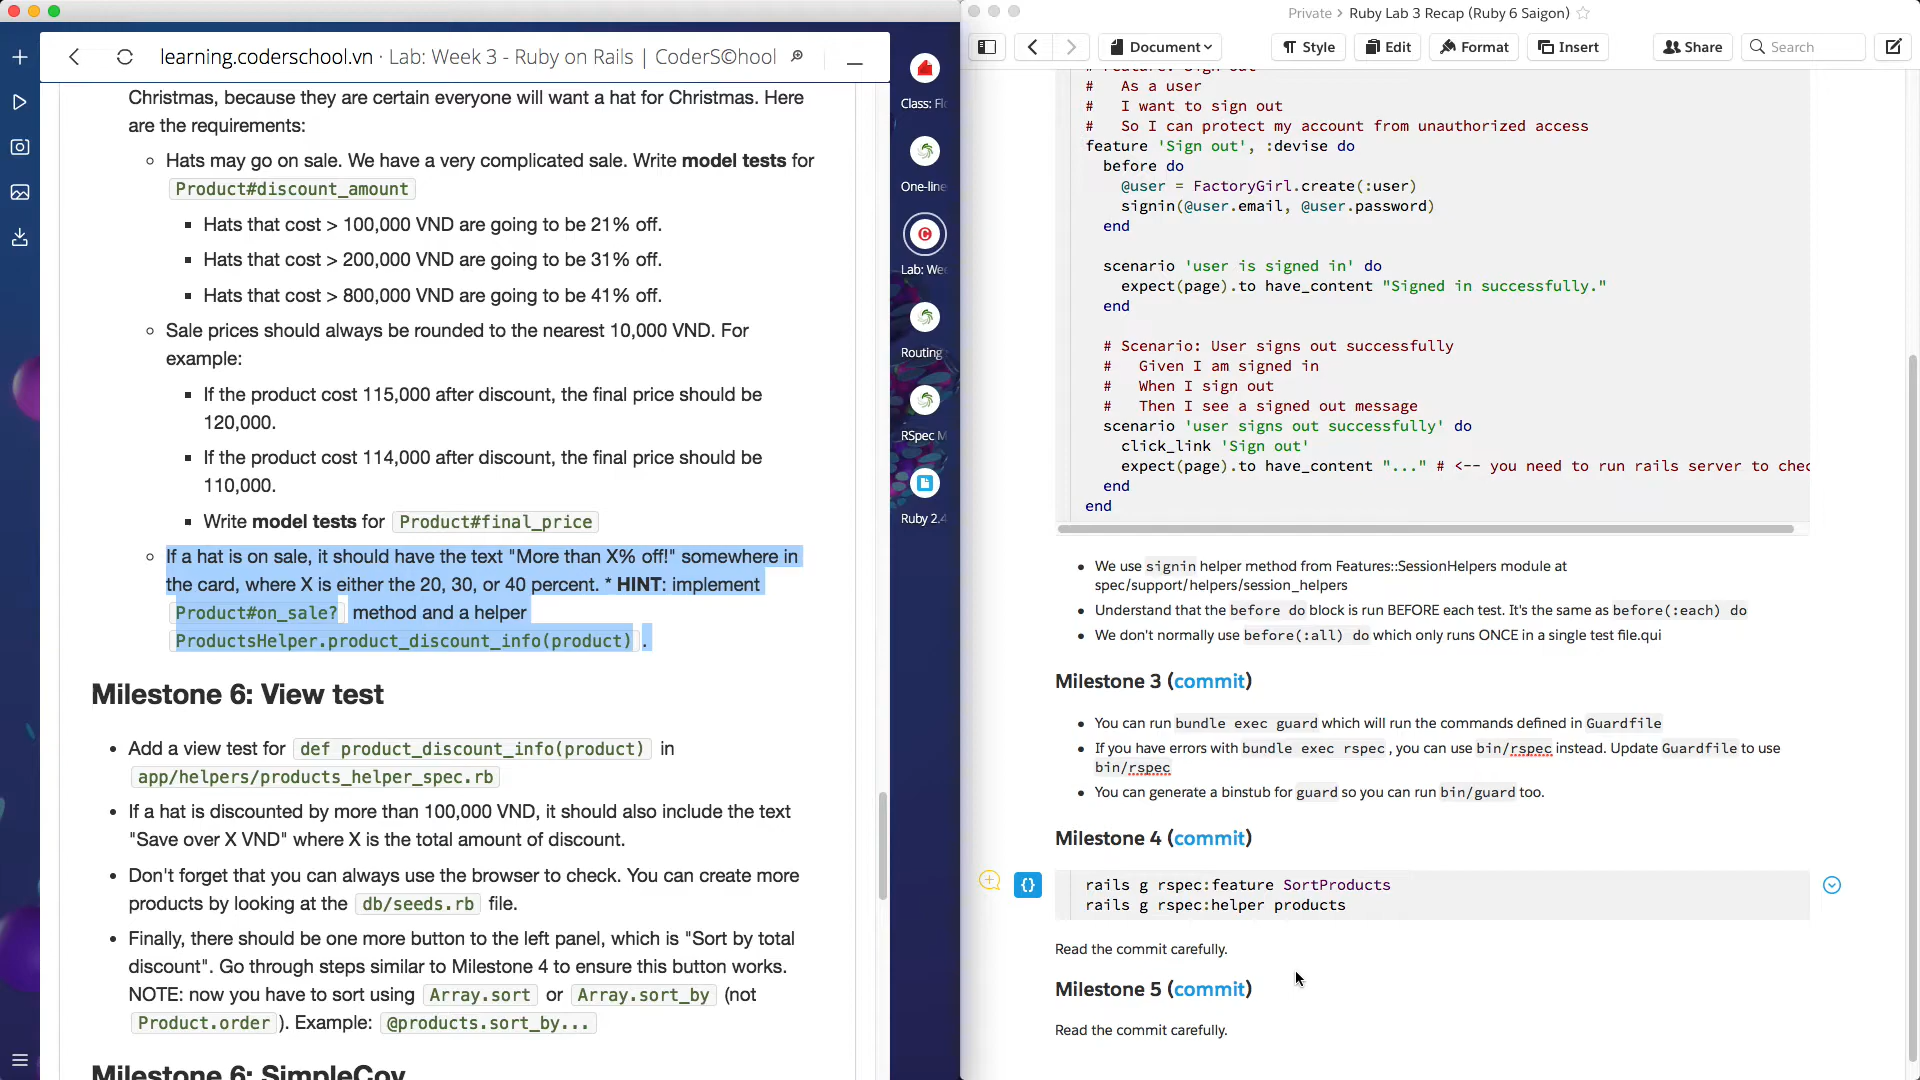 learning.coderschool.vn · Lab: Week 3 - Ruby on Rails | CoderS©hool
Christmas, because they are certain everyone will want a hat for Christmas. Here
are the requirements:
Hats may go on sale. We have a very complicated sale. Write model tests for
Product#discount_amount
Hats that cost > 100,000 VND are going to be 21% off.
Hats that cost > 200,000 VND are going to be 31% off.
Hats that cost > 800,000 VND are going to be 41% off.
Sale prices should always be rounded to the nearest 10,000 VND. For
example:
If the product cost 115,000 after discount, the final price should be
120,000.
If the product cost 114,000 after discount, the final price should be
110,000.
Write model tests for Product#final_price
If a hat is on sale, it should have the text "More than X% off!" somewhere in
the card, where X is either the 20, 30, or 40 percent. * HINT: implement
Product#on_sale? method and a helper
ProductsHelper.product_discount_info(product) .
Milestone 6: View test
Add a view test for def product_discount_info(product) in
app/helpers/products_helper_spec.rb
If a hat is discounted by more than 100,000 VND, it should also include the text
"Save over X VND" where X is the total amount of discount.
Don't forget that you can always use the browser to check. You can create more
products by looking at the db/seeds.rb file.
Finally, there should be one more button to the left panel, which is "Sort by total
discount". Go through steps similar to Milestone 4 to ensure this button works.
NOTE: now you have to sort using Array.sort or Array.sort_by (not
Product.order ). Example: @products.sort_by...
Milestone 6: SimpleCov
Class: Fl
One-line
Lab: We
Routing
RSpec M
Ruby 2.4
Private > Ruby Lab 3 Recap (Ruby 6 Saigon)
Document
Style
Edit
Format
Insert
Share
Search
# Feature: Sign out
# As a user
# I want to sign out
# So I can protect my account from unauthorized access
feature 'Sign out', :devise do
before do
@user = FactoryGirl.create(:user)
signin(@user.email, @user.password)
end
scenario 'user is signed in' do
expect(page).to have_content "Signed in successfully."
end
# Scenario: User signs out successfully
# Given I am signed in
# When I sign out
# Then I see a signed out message
scenario 'user signs out successfully' do
click_link 'Sign out'
expect(page).to have_content "..." # <-- you need to run rails server to chec
end
end
We use signin helper method from Features::SessionHelpers module at
spec/support/helpers/session_helpers
Understand that the before do block is run BEFORE each test. It's the same as before(:each) do
We don't normally use before(:all) do which only runs ONCE in a single test file.qui
Milestone 3 (commit)
You can run bundle exec guard which will run the commands defined in Guardfile
If you have errors with bundle exec rspec , you can use bin/rspec instead. Update Guardfile to use
bin/rspec
You can generate a binstub for guard so you can run bin/guard too.
Milestone 4 (commit)
{}
rails g rspec:feature SortProducts
rails g rspec:helper products
Read the commit carefully.
Milestone 5 (commit)
Read the commit carefully.